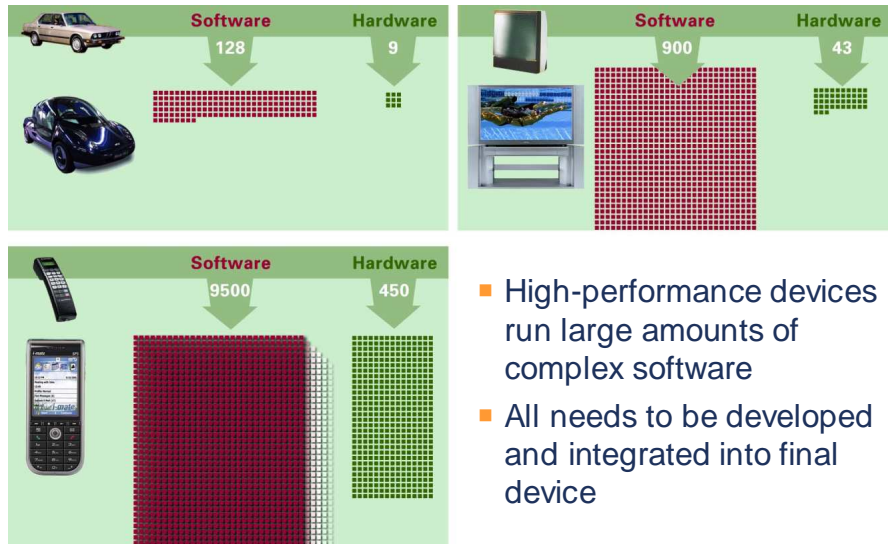 Software Hardware
128 9
Software Hardware
900 43
Software Hardware
9500 450
i-mate
High-performance devices
run large amounts of
complex software
All needs to be developed
and integrated into final
device